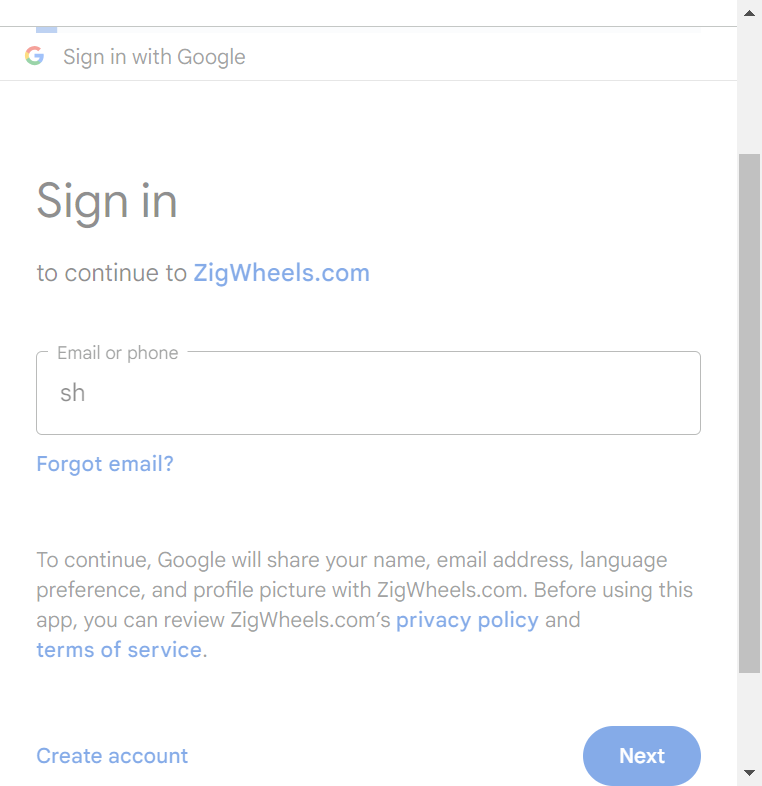 Sign in with Google
Sign in
to continue to ZigWheels.com
Email or phone
sh
Forgot email?
To continue, Google will share your name, email address, language
preference, and profile picture with ZigWheels.com. Before using this
app, you can review ZigWheels.com’s privacy policy and
terms of service.
Create account
Next